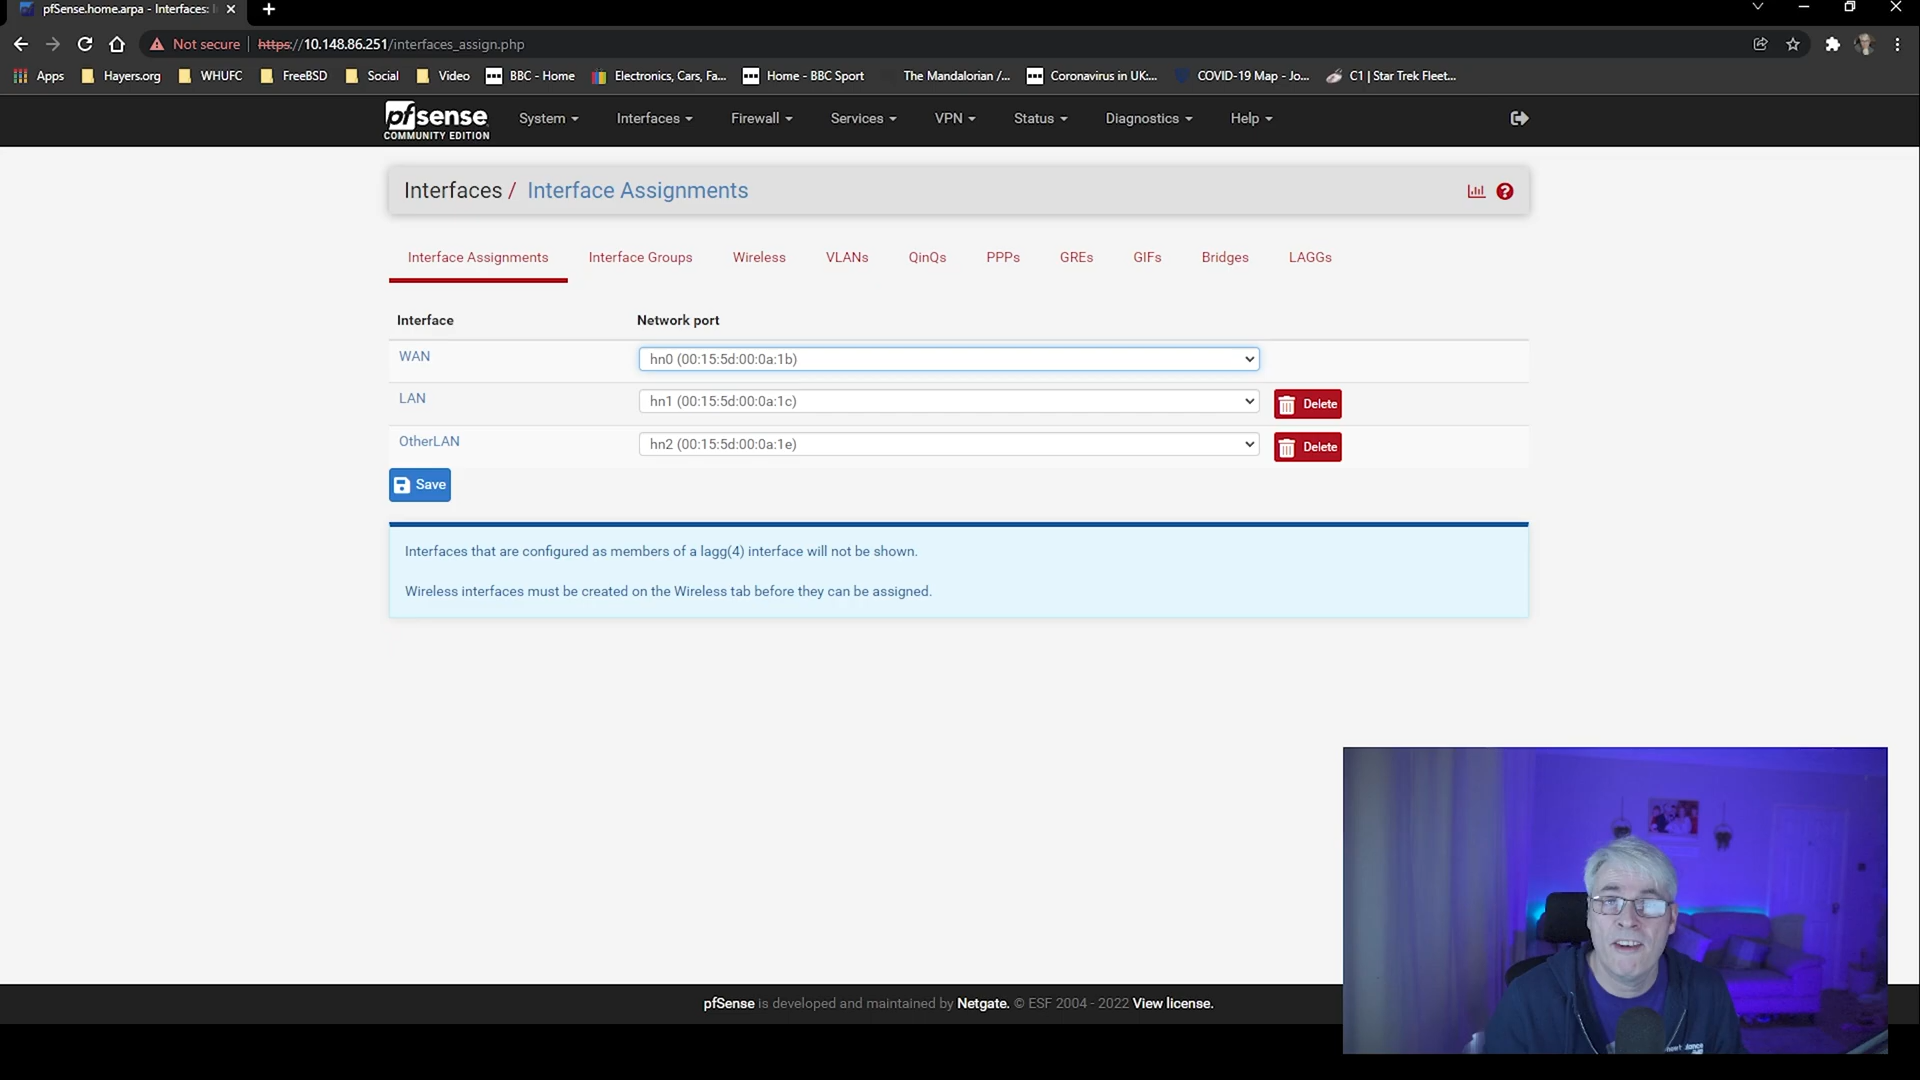 pfSense.home.arpa - Interfaces:
Not secure https://10.148.86.251/interfaces_assign.php
Apps Hayers.org WHUFC FreeBSD Social Video BBC - Home Electronics, Cars, Fa... Home - BBC Sport The Mandalorian /... Coronavirus in UK:... COVID-19 Map - Jo... C1 | Star Trek Fleet...
pfsense
COMMUNITY EDITION
System Interfaces Firewall Services VPN Status Diagnostics Help
Interfaces / Interface Assignments
Interface Assignments Interface Groups Wireless VLANs QinQs PPPs GREs GIFs Bridges LAGGs
Interface Network port
WAN hn0 (00:15:5d:00:0a:1b)
LAN hn1 (00:15:5d:00:0a:1c) Delete
OtherLAN hn2 (00:15:5d:00:0a:1e) Delete
Save
Interfaces that are configured as members of a lagg(4) interface will not be shown.
Wireless interfaces must be created on the Wireless tab before they can be assigned.
pfSense is developed and maintained by Netgate. © ESF 2004 - 2022 View license.